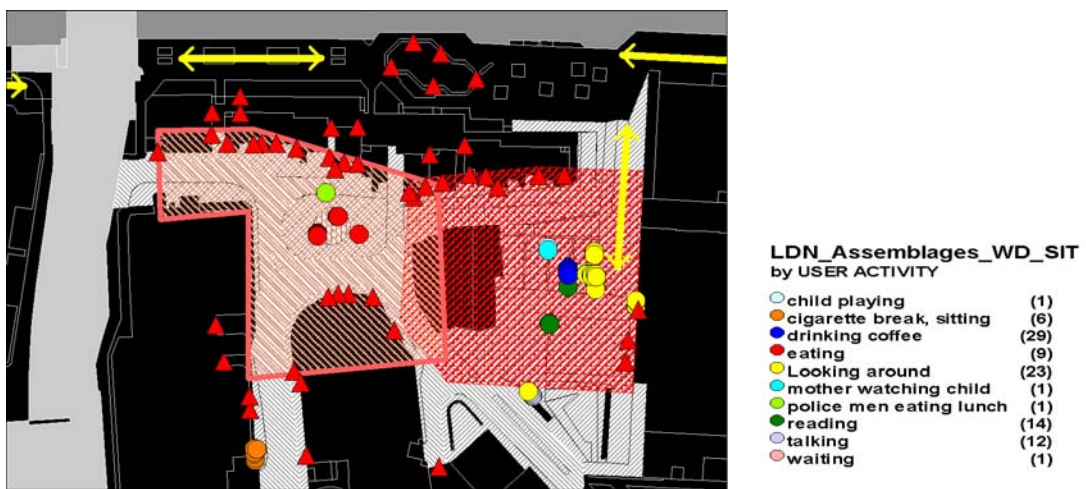 LDN_Assemblages_WD_SIT
by USER ACTIVITY
child playing (1)
cigarette break, sitting (6)
drinking coffee (29)
eating (9)
Looking around (23)
mother watching child (1)
police men eating lunch (1)
reading (14)
talking (12)
waiting (1)